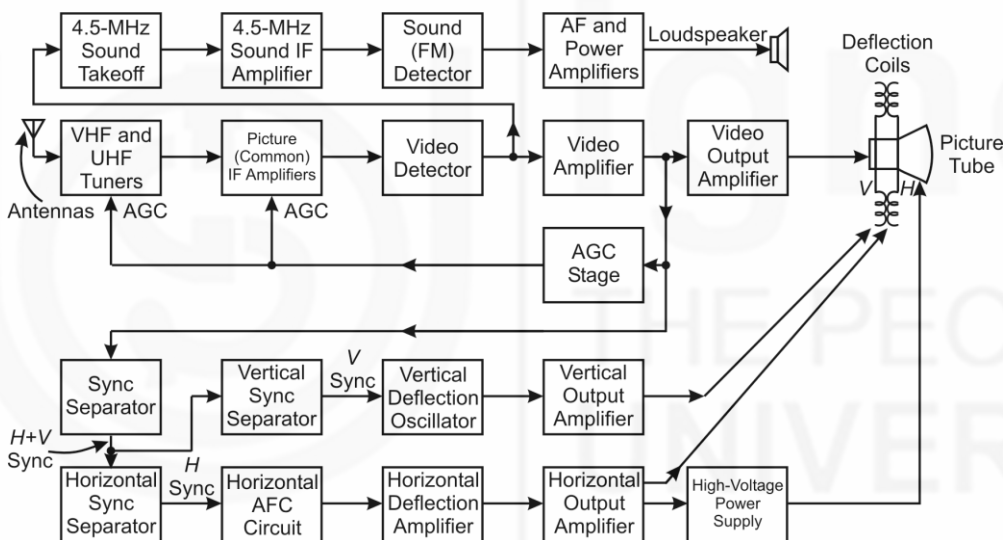 4.5-MHz
Sound
Takeoff
4.5-MHz
Sound IF
Amplifier
Sound
(FM)
Detector
AF and
Power
Amplifiers
Loudspeaker
Deflection
Coils
VHF and
UHF
Tuners
Picture
(Common)
IF Amplifiers
Video
Detector
Video
Amplifier
Video
Output
Amplifier
Picture
Tube
V
H
Antennas
AGC
AGC
AGC
Stage
Sync
Separator
Vertical
Sync
Separator
V
Sync
Vertical
Deflection
Oscillator
Vertical
Output
Amplifier
H+V
Sync
Horizontal
Sync
Separator
H
Sync
Horizontal
AFC
Circuit
Horizontal
Deflection
Amplifier
Horizontal
Output
Amplifier
High-Voltage
Power
Supply
THE PEO
UNIVER